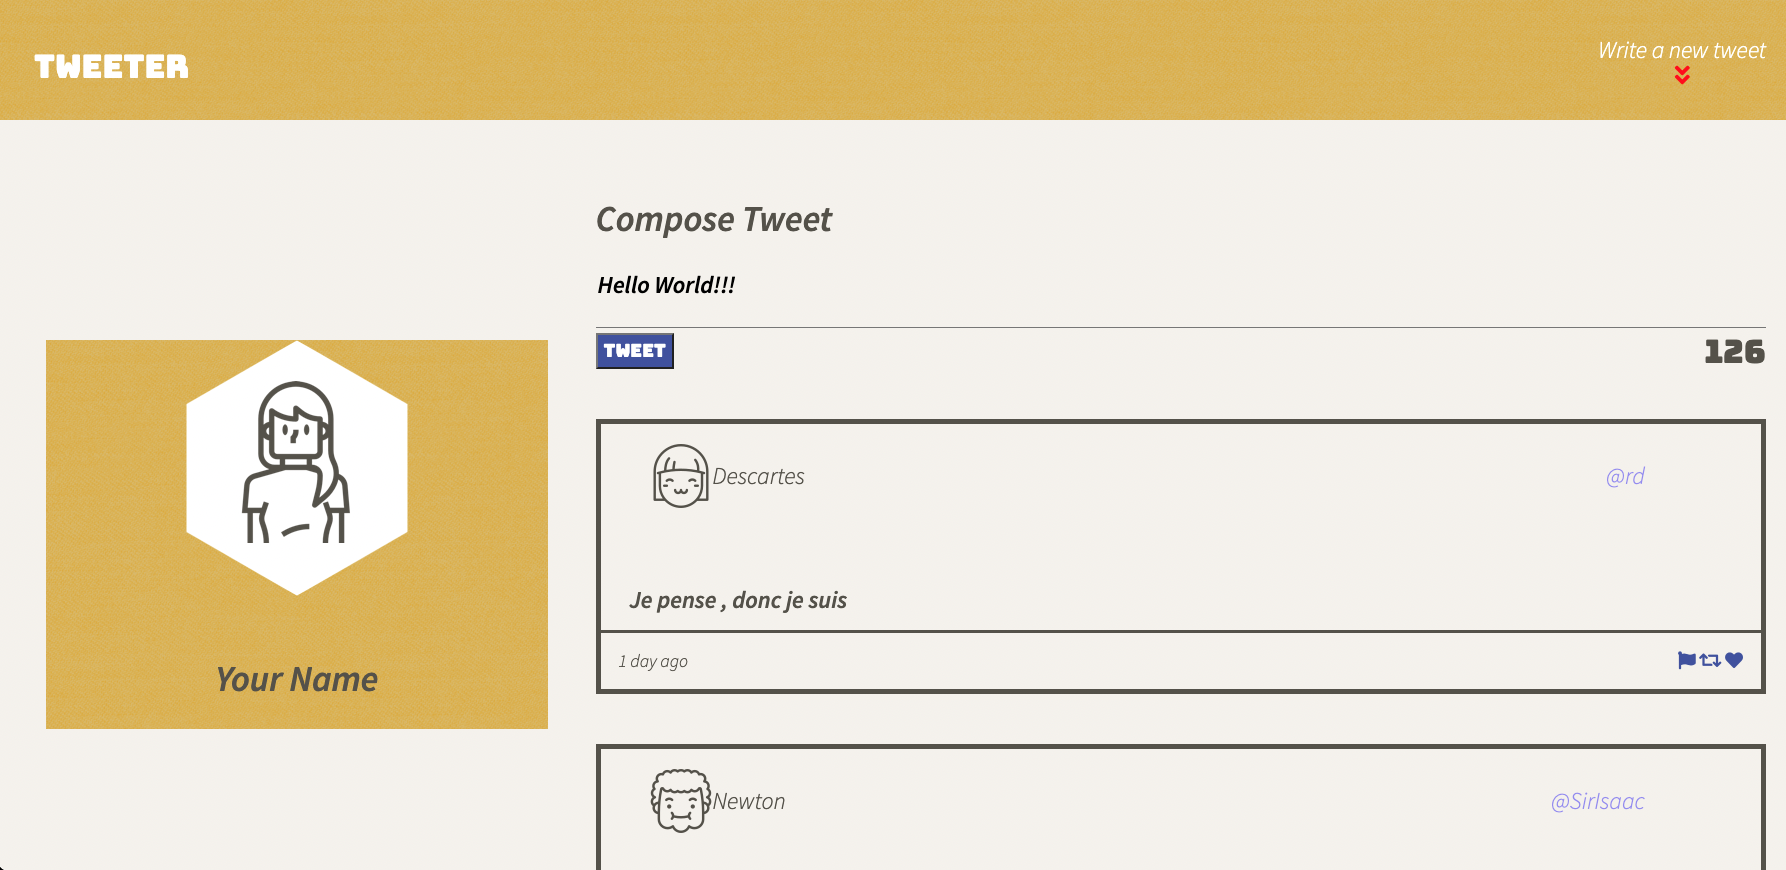 TWEETER
Write a new tweet
Compose Tweet
Hello World!!!
TWEET
126
Your Name
Descartes
@rd
Je pense , donc je suis
1 day ago
Newton
@SirIsaac